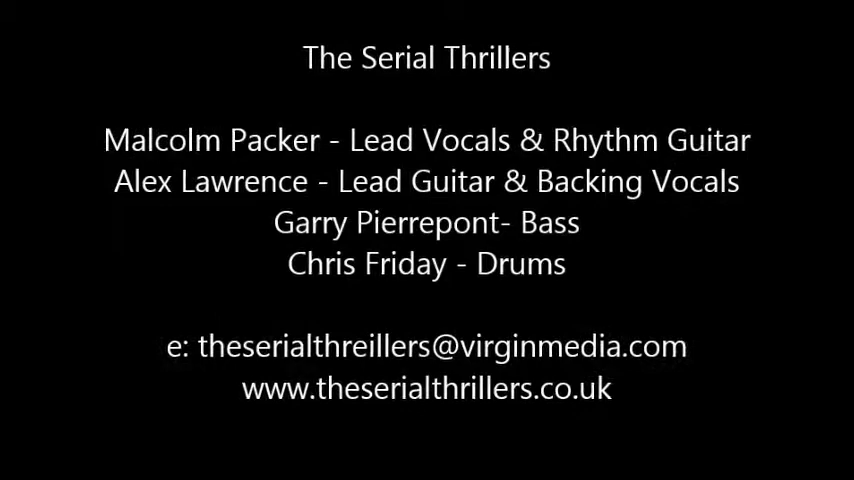 The Serial Thrillers
Malcolm Packer - Lead Vocals & Rhythm Guitar
Alex Lawrence - Lead Guitar & Backing Vocals
Garry Pierrepont- Bass
Chris Friday - Drums
e: theserialthreillers@virginmedia.com
www.theserialthrillers.co.uk